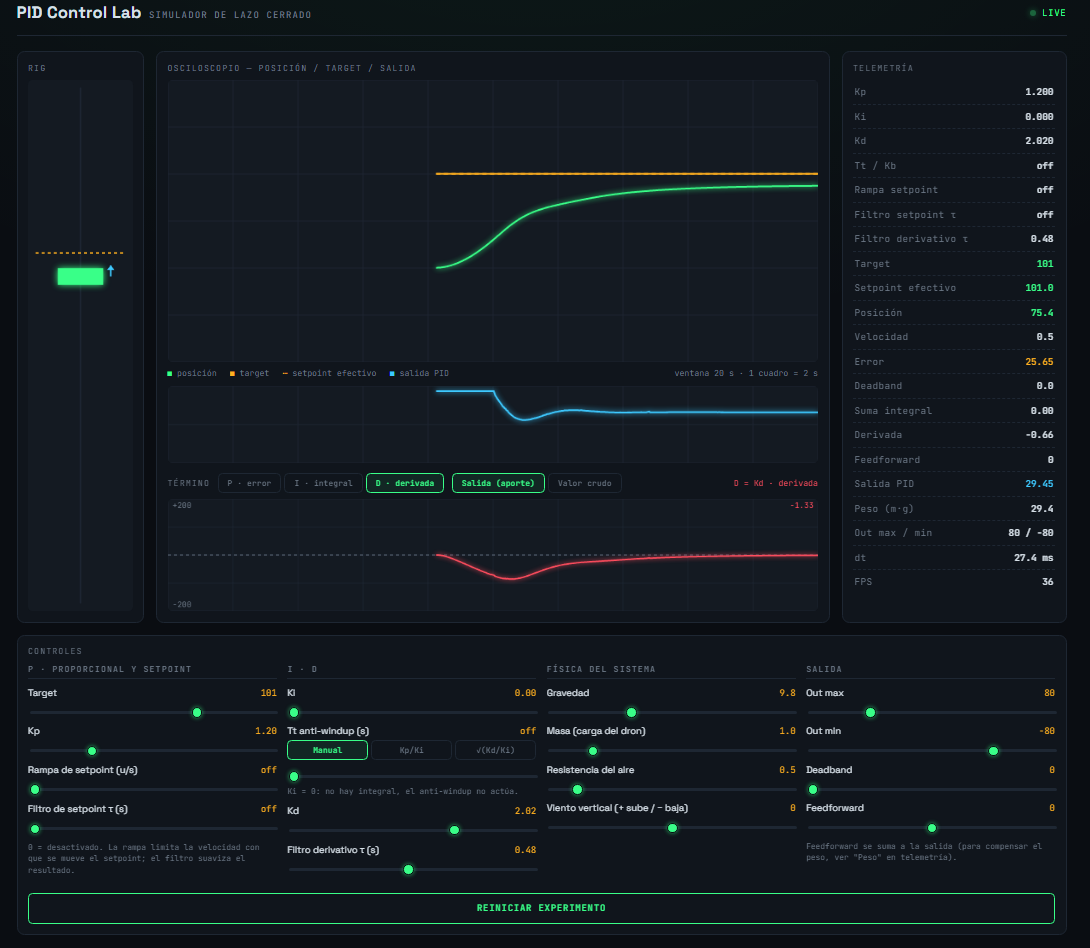 PID Control Lab SIMULADOR DE LAZO CERRADO
LIVE
RIG
OSCILOSCOPIO — POSICIÓN / TARGET / SALIDA
posición target setpoint efectivo salida PID
ventana 20 s · 1 cuadro = 2 s
TÉRMINO P · error I · integral D · derivada Salida (aporte) Valor crudo
D = Kd · derivada
+200
-1.33
-200
TELEMETRÍA
Kp 1.200
Ki 0.000
Kd 2.020
Tt / Kb off
Rampa setpoint off
Filtro setpoint τ off
Filtro derivativo τ 0.48
Target 101
Setpoint efectivo 101.0
Posición 75.4
Velocidad 0.5
Error 25.65
Deadband 0.0
Suma integral 0.00
Derivada -0.66
Feedforward 0
Salida PID 29.45
Peso (m·g) 29.4
Out max / min 80 / -80
dt 27.4 ms
FPS 36
CONTROLES
P · PROPORCIONAL Y SETPOINT
Target 101
Kp 1.20
Rampa de setpoint (u/s) off
Filtro de setpoint τ (s) off
0 = desactivado. La rampa limita la velocidad con
que se mueve el setpoint; el filtro suaviza el
resultado.
I · D
Ki 0.00
Tt anti-windup (s) off
Manual Kp/Ki √(Kd/Ki)
Ki = 0: no hay integral, el anti-windup no actúa.
Kd 2.02
Filtro derivativo τ (s) 0.48
FÍSICA DEL SISTEMA
Gravedad 9.8
Masa (carga del dron) 1.0
Resistencia del aire 0.5
Viento vertical (+ sube / − baja) 0
SALIDA
Out max 80
Out min -80
Deadband 0
Feedforward 0
Feedforward se suma a la salida (para compensar el
peso, ver "Peso" en telemetría).
REINICIAR EXPERIMENTO